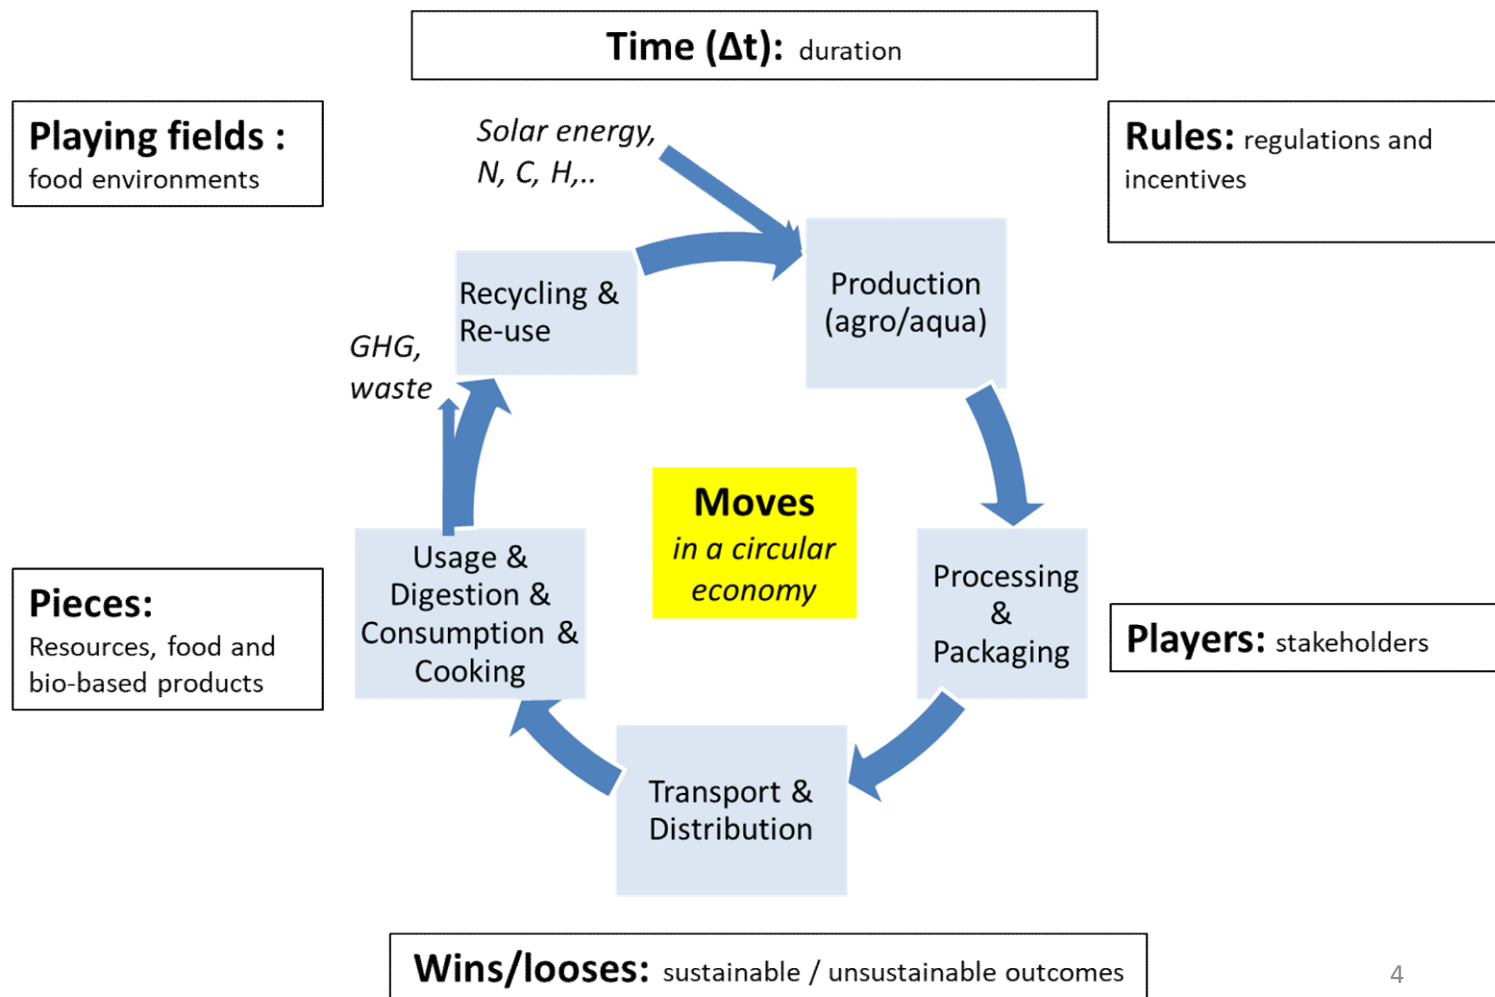 Time (Δt): duration
Playing fields :
food environments
Solar energy,
N, C, H,..
Rules: regulations and
incentives
Recycling &
Re-use
Production
(agro/aqua)
GHG,
waste
Moves
in a circular
economy
Usage &
Digestion &
Consumption &
Cooking
Processing
&
Packaging
Pieces:
Resources, food and
bio-based products
Players: stakeholders
Transport &
Distribution
Wins/looses: sustainable / unsustainable outcomes
4